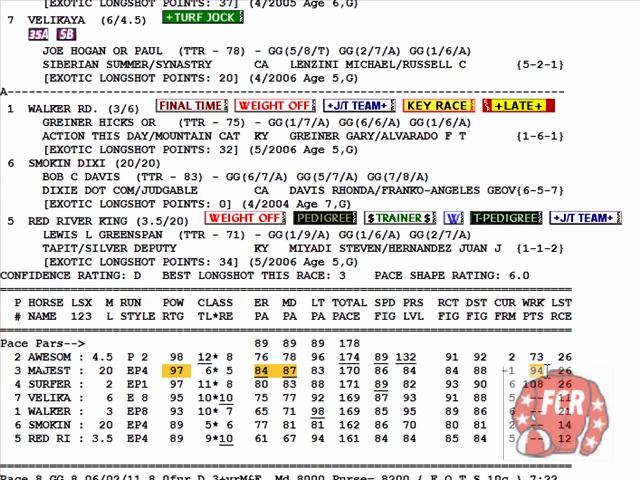 [EXOTIC LONGSHOT POINTS: 37] (4/2005 Age 6,G)
7 VELIKAYA (6/4.5) +TURF JOCK
35A SB
JOE HOGAN OR PAUL (TTR - 78) - GG(5/8/T) GG(2/7/A) GG(1/6/A)
SIBERIAN SUMMER/SYNASTRY CA LENZINI MICHAEL/RUSSELL C {5-2-1}
[EXOTIC LONGSHOT POINTS: 20] (4/2006 Age 5,G)
A-----------------------------------------------------------------------
1 WALKER RD. (3/6) FINAL TIME WEIGHT OFF +J/T TEAM+ KEY RACE +LATE+
GREINER HICKS OR (TTR - 75) - GG(1/7/A) GG(6/6/A) GG(1/6/A)
ACTION THIS DAY/MOUNTAIN CAT KY GREINER GARY/ALVARADO F T {1-6-1}
[EXOTIC LONGSHOT POINTS: 32] (5/2006 Age 5,G)
6 SMOKIN DIXI (20/20)
BOB C DAVIS (TTR - 83) - GG(6/7/A) GG(5/7/A) GG(7/8/A)
DIXIE DOT COM/JUDGABLE CA DAVIS RHONDA/FRANKO-ANGELES GEOV{6-5-7}
[EXOTIC LONGSHOT POINTS: 0] (4/2004 Age 7,G)
5 RED RIVER KING (3.5/20) WEIGHT OFF PEDIGREE $TRAINER$ W T-PEDIGREE +J/T TEAM+
LEWIS L GREENSPAN (TTR - 71) - GG(1/9/A) GG(1/6/A) GG(2/7/A)
TAPIT/SILVER DEPUTY KY MIYADI STEVEN/HERNANDEZ JUAN J {1-1-2}
[EXOTIC LONGSHOT POINTS: 34] (5/2006 Age 5,G)
CONFIDENCE RATING: D BEST LONGSHOT THIS RACE: 3 PACE SHAPE RATING: 6.0
P HORSE LSX M RUN POW CLASS ER MD LT TOTAL SPD PRS RCT DST CUR WRK LST
# NAME 123 L STYLE RTG TL*RE PA PA PA PACE FIG LVL FIG FIG FRM PTS RCE
Pace Pars--> 89 89 89 178
2 AWESOM : 4.5 P 2 98 12* 8 76 78 96 174 89 132 91 92 2 73 26
3 MAJEST : 20 EP4 97 6* 5 84 87 83 170 86 84 84 88 -1 94 26
4 SURFER : 2 EP1 97 11* 8 80 83 88 171 89 82 93 90 6 108 28
7 VELIKA : 6 E 8 95 10*10 75 77 92 169 87 93 91 88 5 -- 11
1 WALKER : 3 EP8 93 10* 7 65 71 98 169 85 95 89 86 -- 21
6 SMOKIN : 20 EP4 89 5* 6 77 81 81 162 86 70 80 81 2 -- 14
5 RED RI : 3.5 EP4 89 9*10 61 67 94 161 84 84 85 84 5 -- 12
FCR